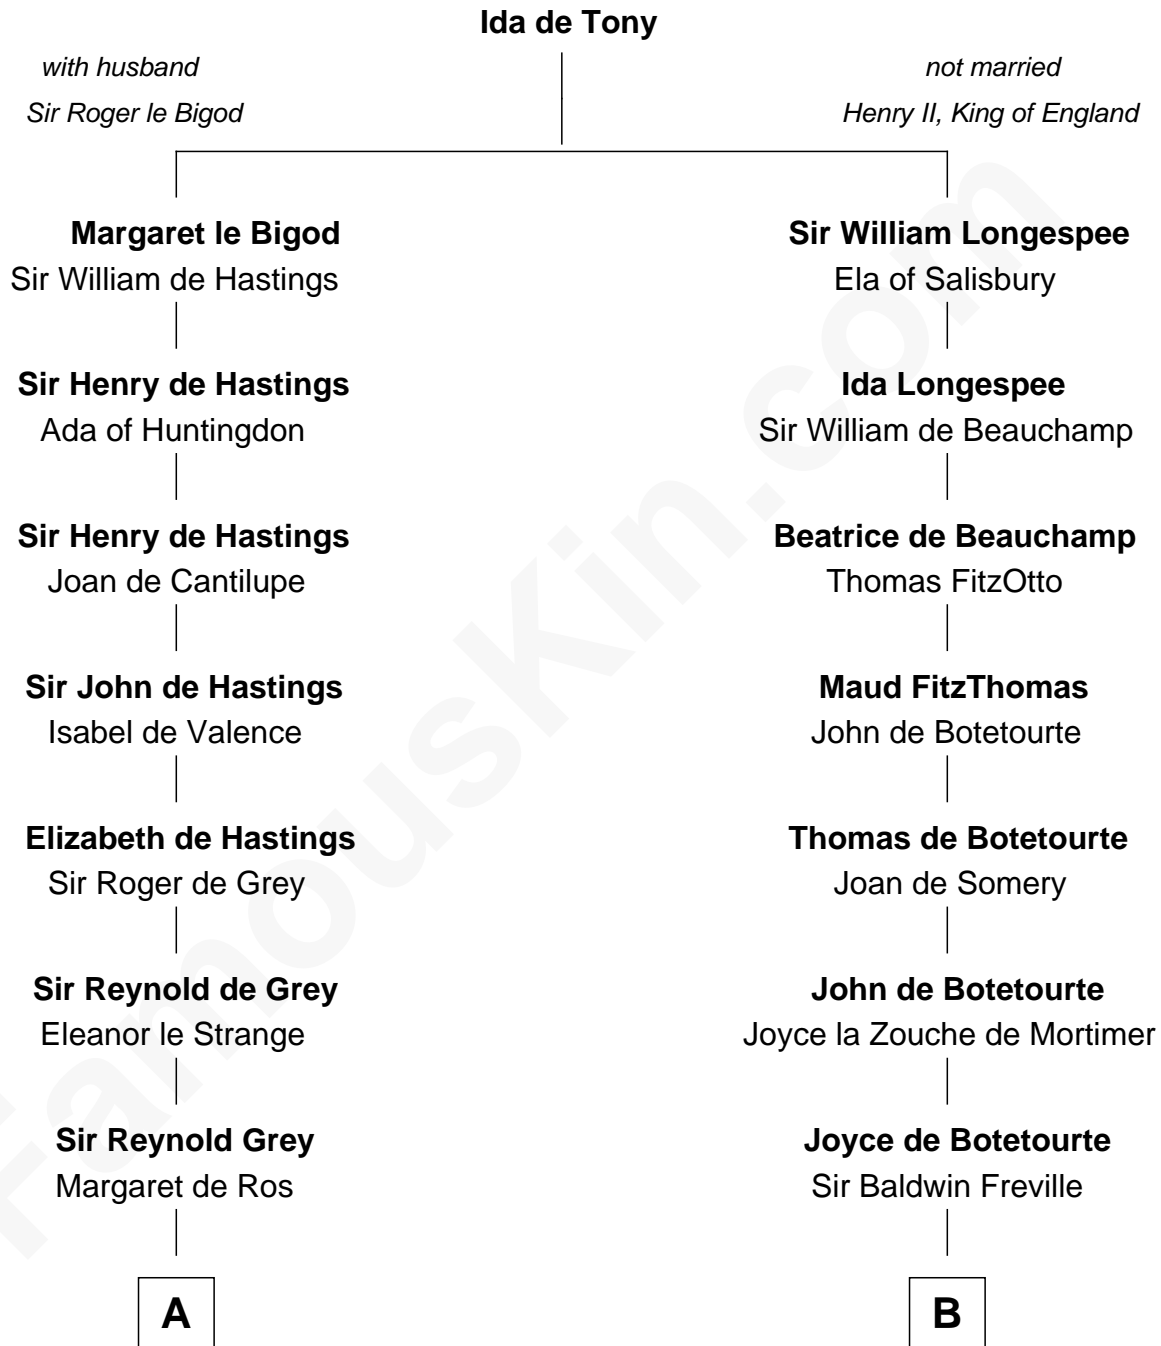 Ida de Tony
with husband
Sir Roger le Bigod
not married
Henry II, King of England
Margaret le Bigod
Sir William de Hastings
Sir William Longespee
Ela of Salisbury
Sir Henry de Hastings
Ada of Huntingdon
Ida Longespee
Sir William de Beauchamp
Sir Henry de Hastings
Joan de Cantilupe
Beatrice de Beauchamp
Thomas FitzOtto
Sir John de Hastings
Isabel de Valence
Maud FitzThomas
John de Botetourte
Elizabeth de Hastings
Sir Roger de Grey
Thomas de Botetourte
Joan de Somery
Sir Reynold de Grey
Eleanor le Strange
John de Botetourte
Joyce la Zouche de Mortimer
Sir Reynold Grey
Margaret de Ros
Joyce de Botetourte
Sir Baldwin Freville
A
B
FamousKin.com